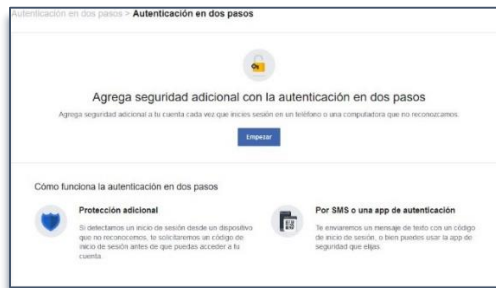 Autenticación en dos pasos > Autenticación en dos pasos
Agrega seguridad adicional con la autenticación en dos pasos
Agrega seguridad adicional a tu cuenta cada vez que inicies sesión en un teléfono o una computadora que no reconozcamos.
Empezar
Cómo funciona la autenticación en dos pasos
Protección adicional
Si detectamos un inicio de sesión desde un dispositivo
que no reconocemos, te solicitaremos un código de
inicio de sesión antes de que puedas acceder a tu
cuenta.
Por SMS o una app de autenticación
Te enviaremos un mensaje de texto con un código
de inicio de sesión, o bien puedes usar la app de
seguridad que elijas.